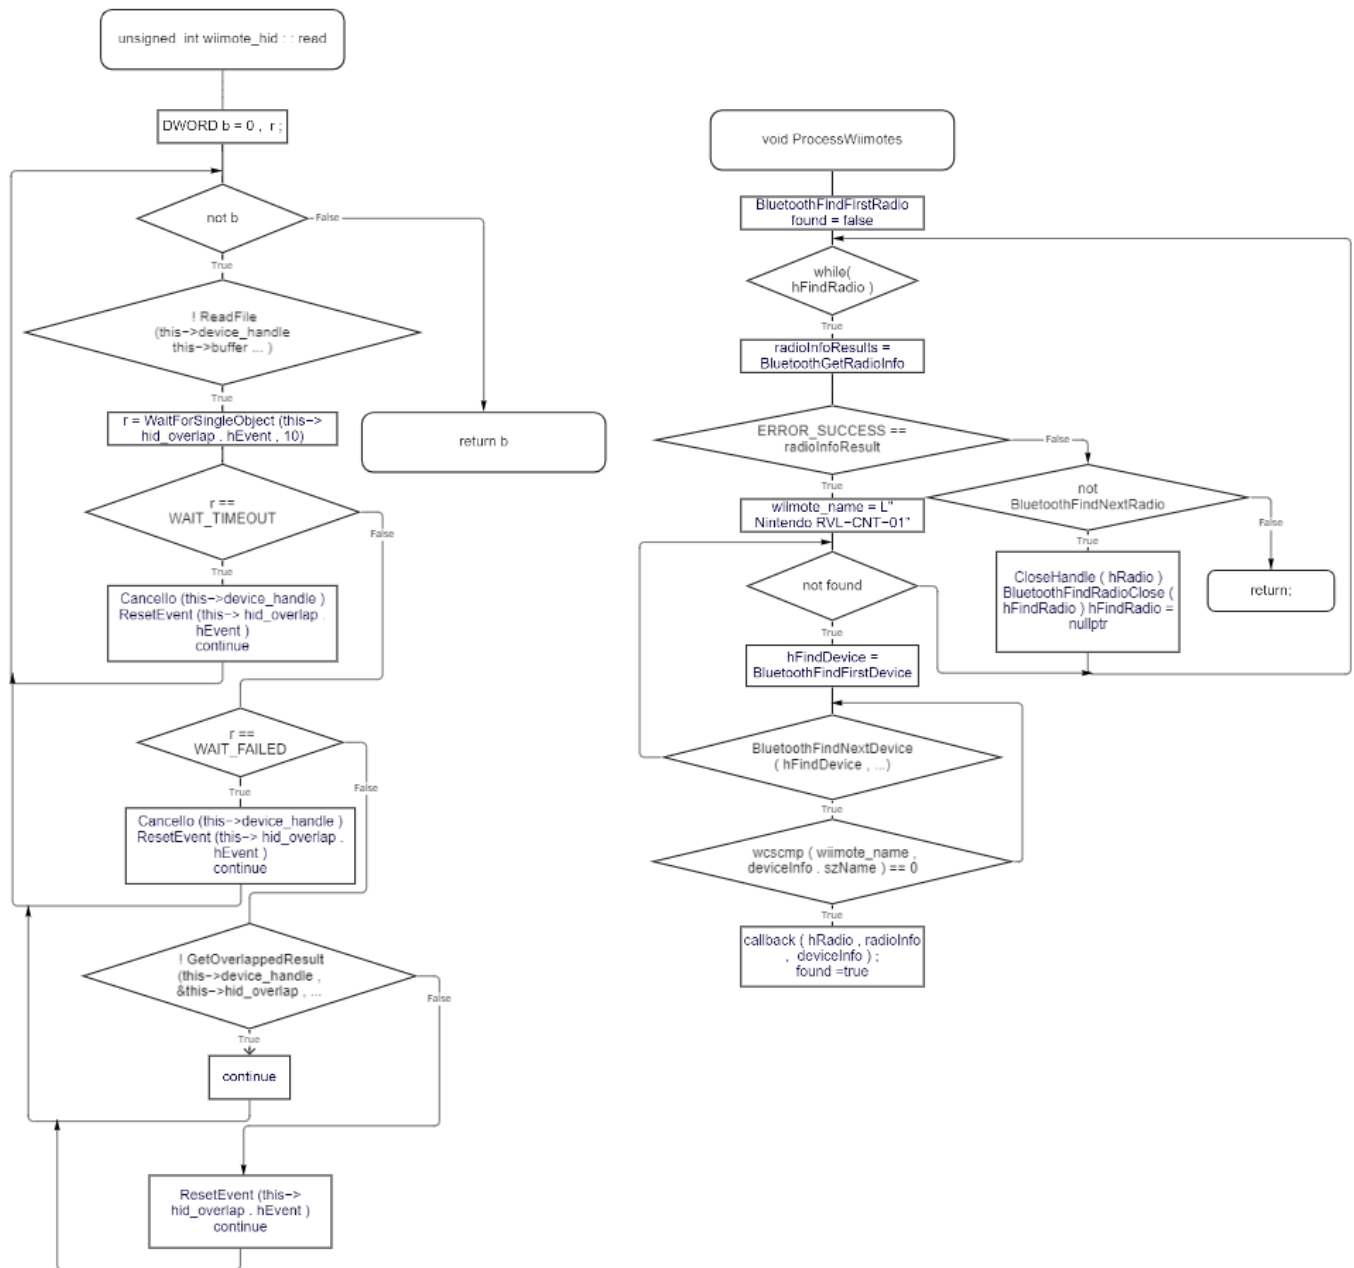 unsigned int wiimote_hid : : read
DWORD b = 0 , r ;
not b
False
True
! ReadFile
(this->device_handle
this->buffer ... )
True
r = WaitForSingleObject (this->
hid_overlap . hEvent , 10)
return b
r ==
WAIT_TIMEOUT
False
True
Cancello (this->device_handle )
ResetEvent (this-> hid_overlap .
hEvent )
continue
r ==
WAIT_FAILED
False
True
Cancello (this->device_handle )
ResetEvent (this-> hid_overlap .
hEvent )
continue
! GetOverlappedResult
(this->device_handle ,
&this->hid_overlap , ...
False
True
continue
ResetEvent (this->
hid_overlap . hEvent )
continue
void ProcessWiimotes
BluetoothFindFirstRadio
found = false
while(
hFindRadio )
True
radioInfoResults =
BluetoothGetRadioInfo
ERROR_SUCCESS ==
radioInfoResult
False
True
not
BluetoothFindNextRadio
False
True
wiimote_name = L"
Nintendo RVL-CNT-01"
CloseHandle ( hRadio )
BluetoothFindRadioClose (
hFindRadio ) hFindRadio =
nullptr
return;
not found
True
hFindDevice =
BluetoothFindFirstDevice
BluetoothFindNextDevice
( hFindDevice , ...)
True
wcscmp ( wiimote_name ,
deviceInfo . szName ) == 0
True
callback ( hRadio , radioInfo
, deviceInfo ) ;
found =true